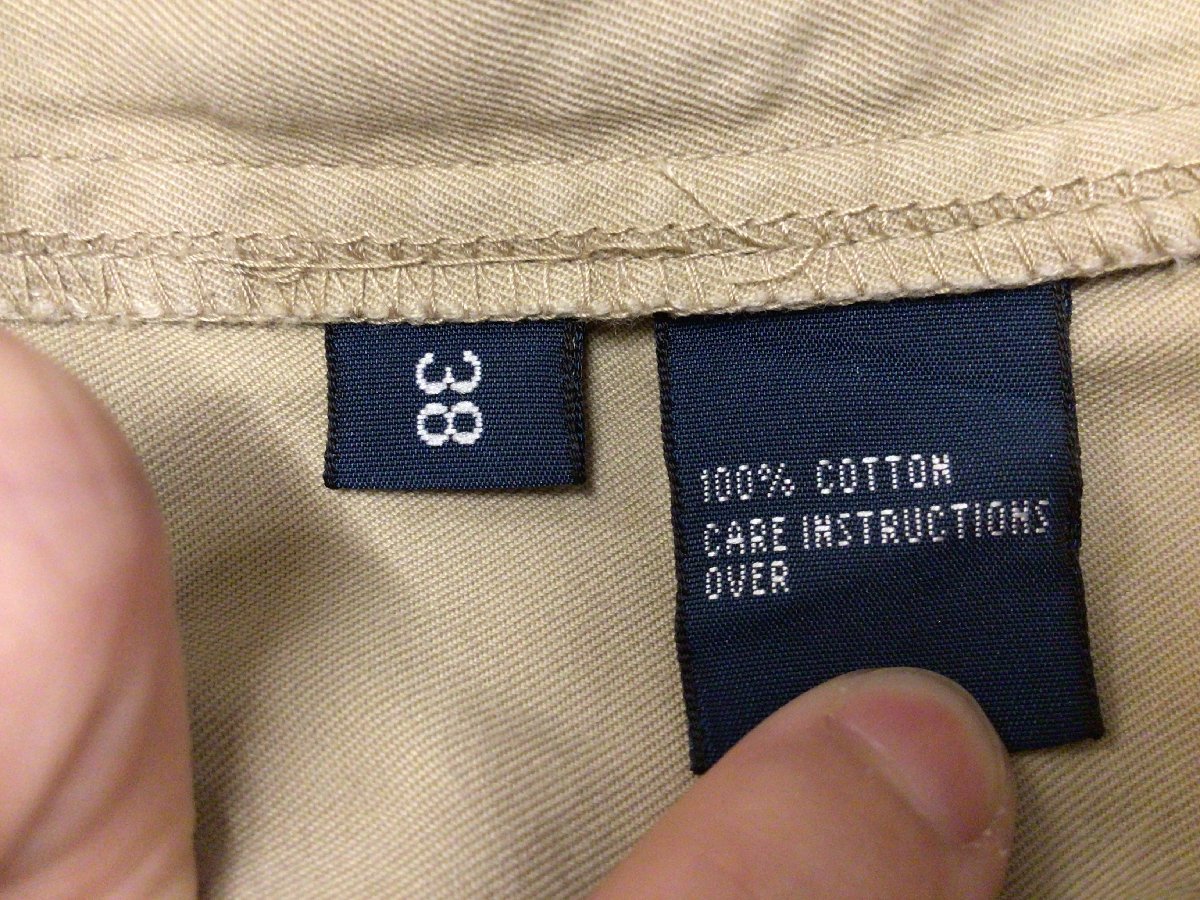 38
100% COTTON
CARE INSTRUCTIONS
OVER